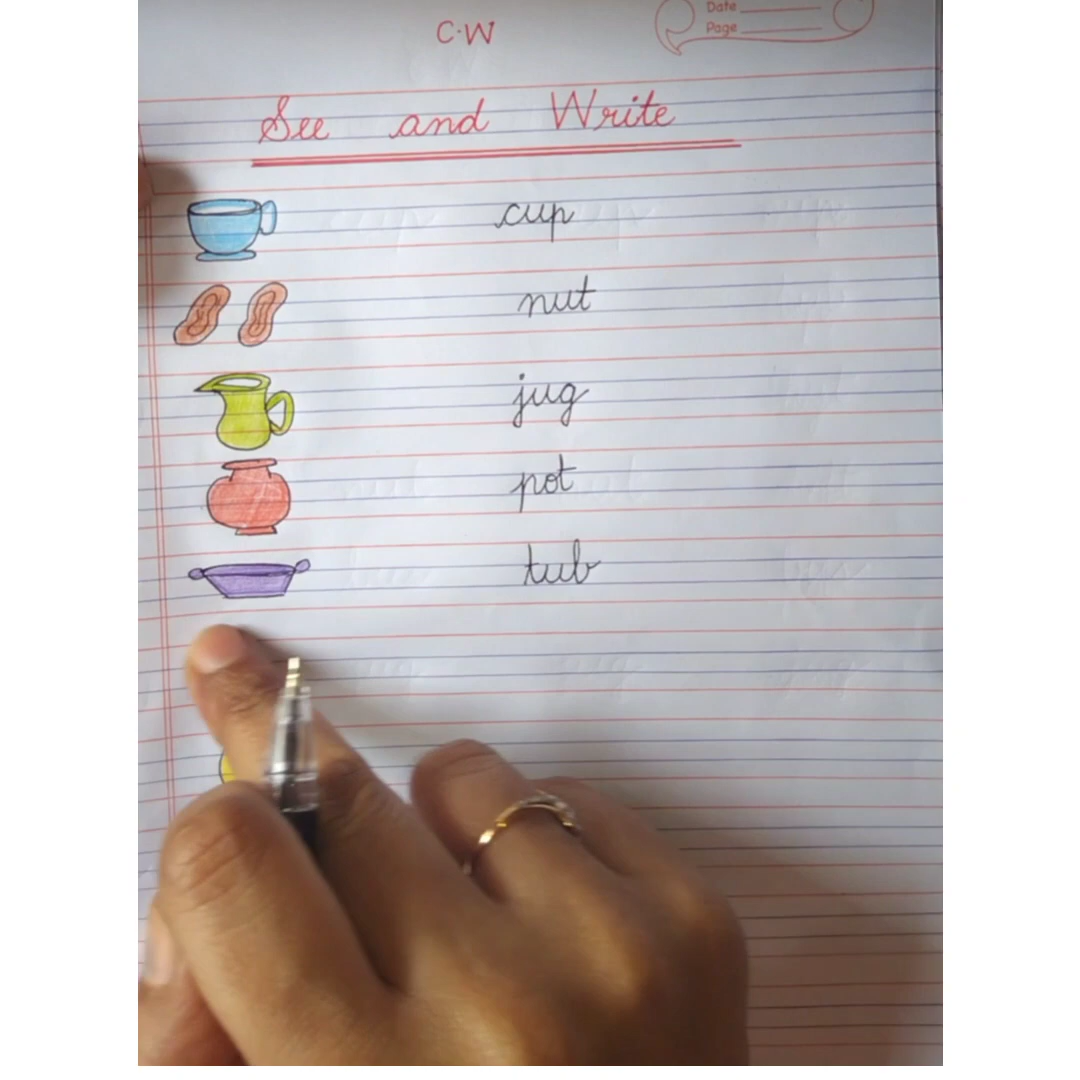 Date
Page
C.W
See and Write
cup
nut
jug
pot
tub